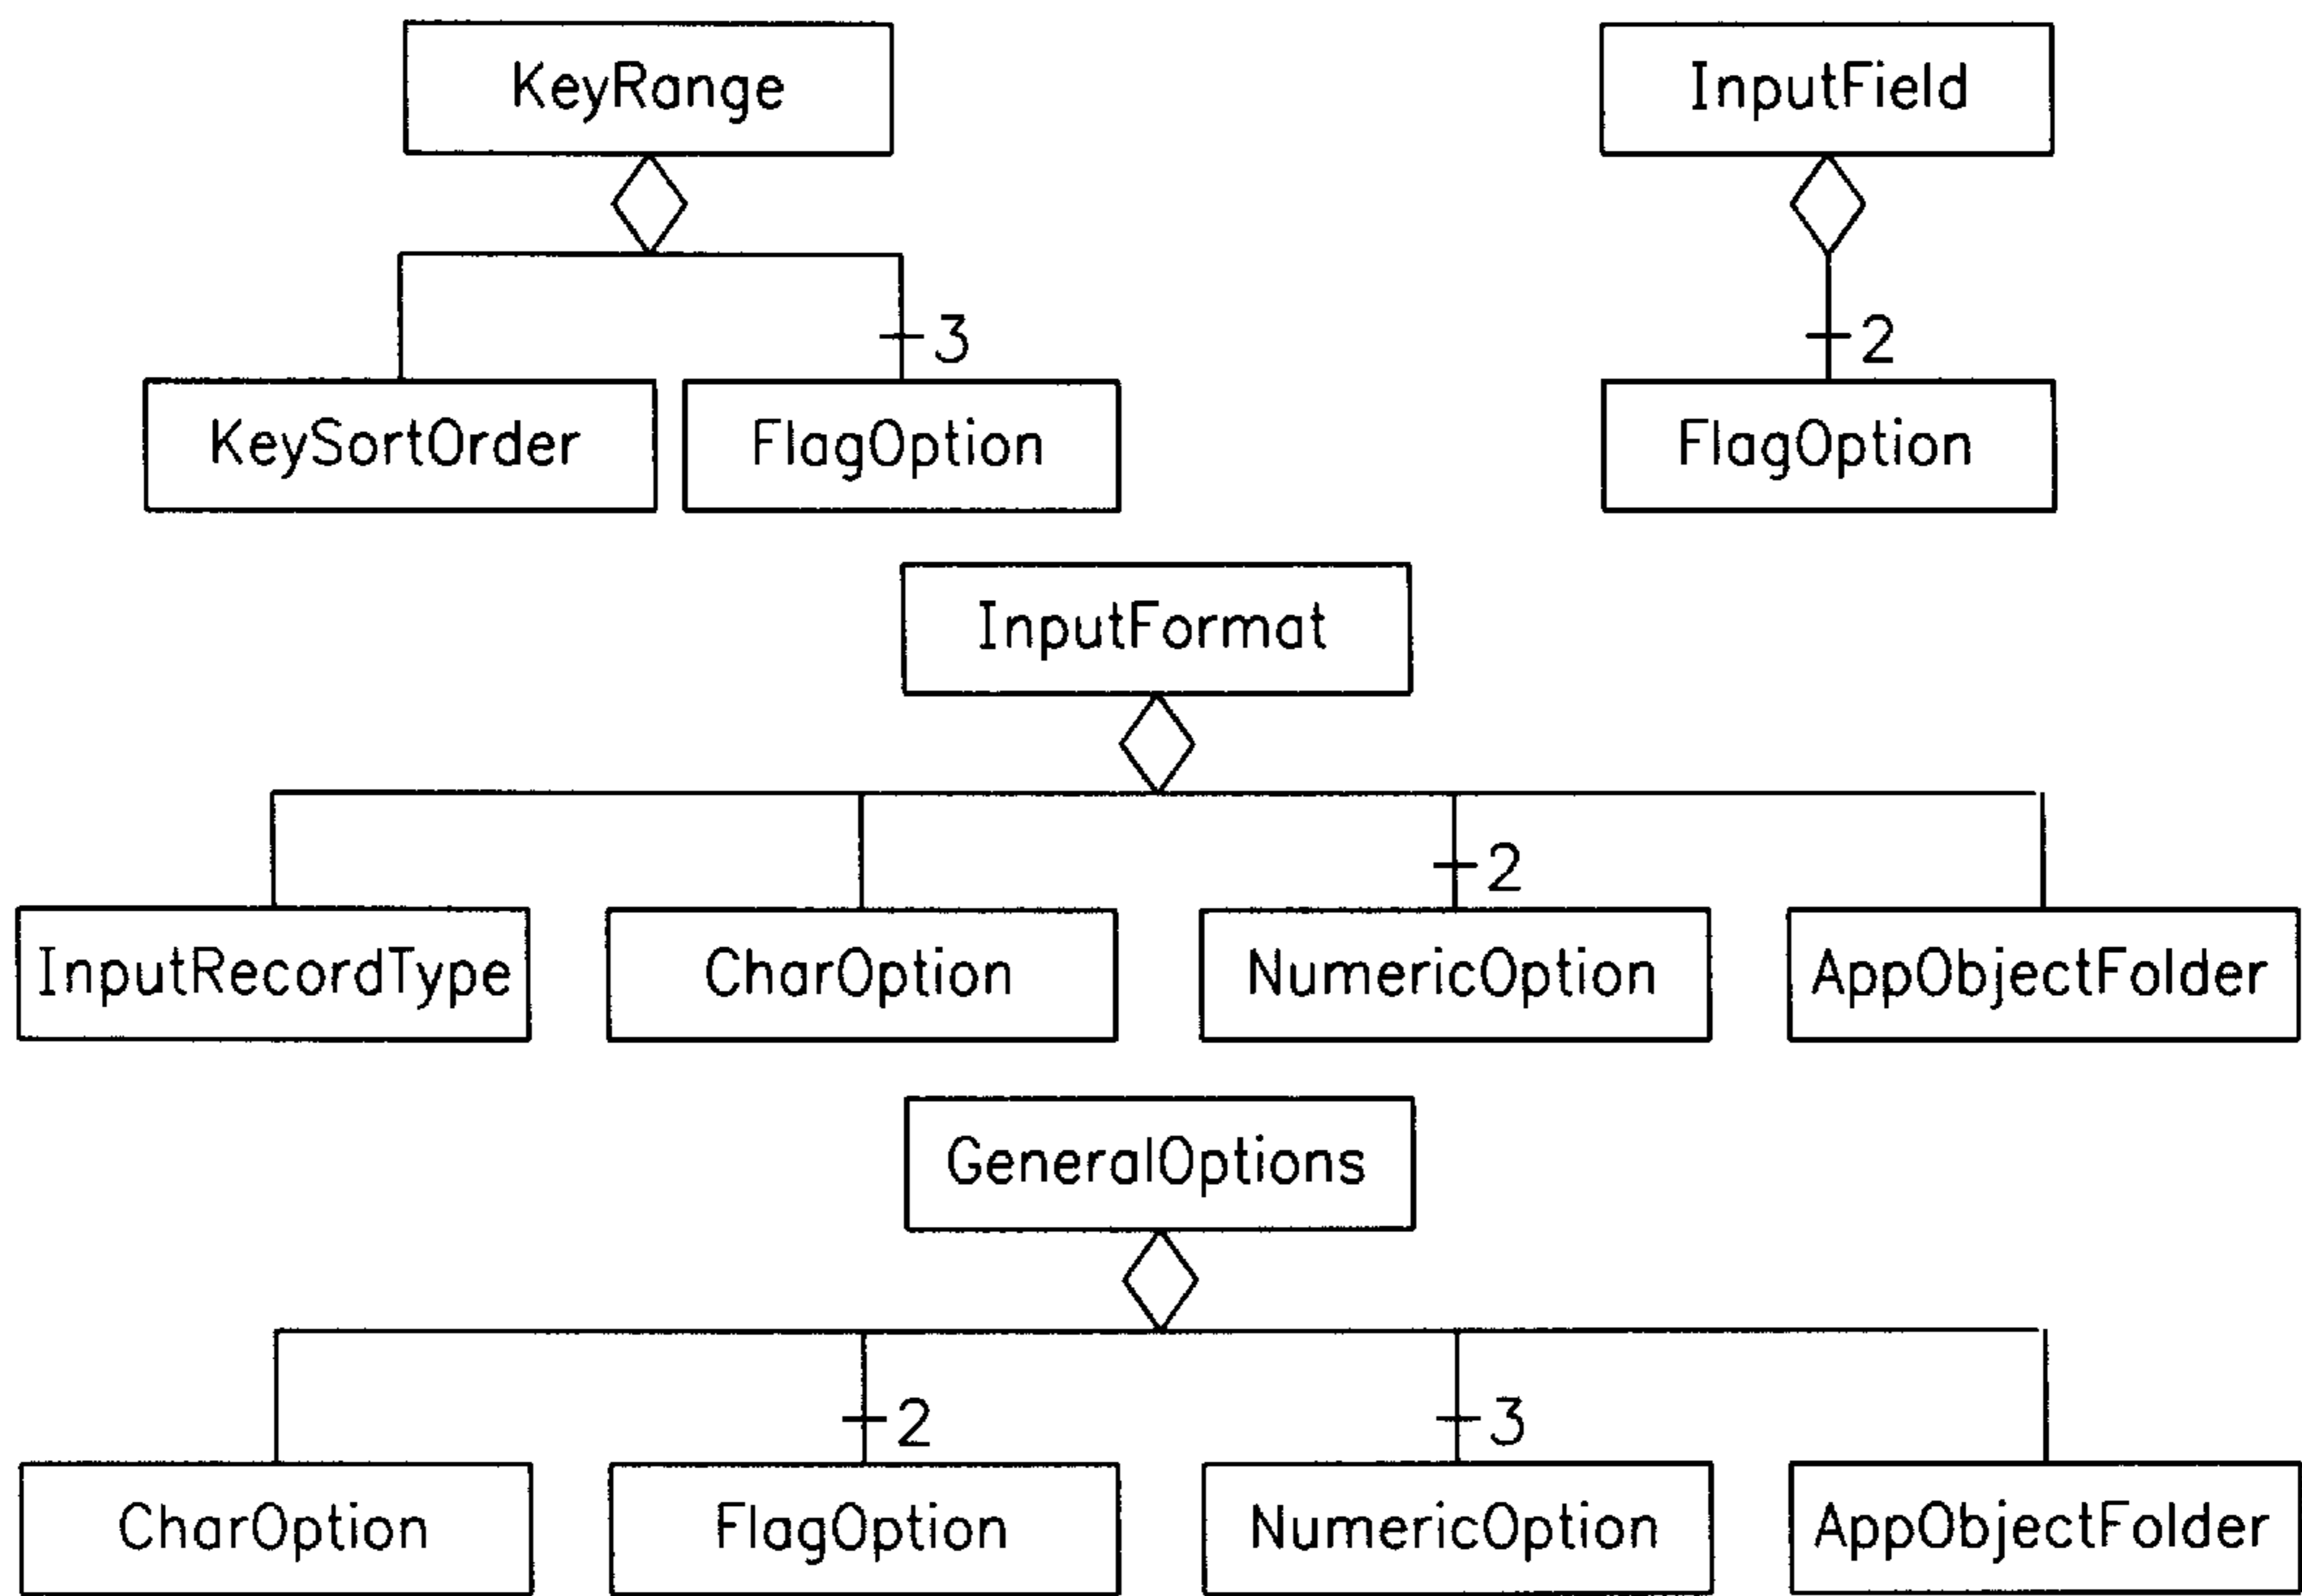 KeyRange
InputField
3
2
KeySortOrder
FlagOption
FlagOption
InputFormat
2
InputRecordType
CharOption
NumericOption
AppObjectFolder
GeneralOptions
2
3
CharOption
FlagOption
NumericOption
AppObjectFolder